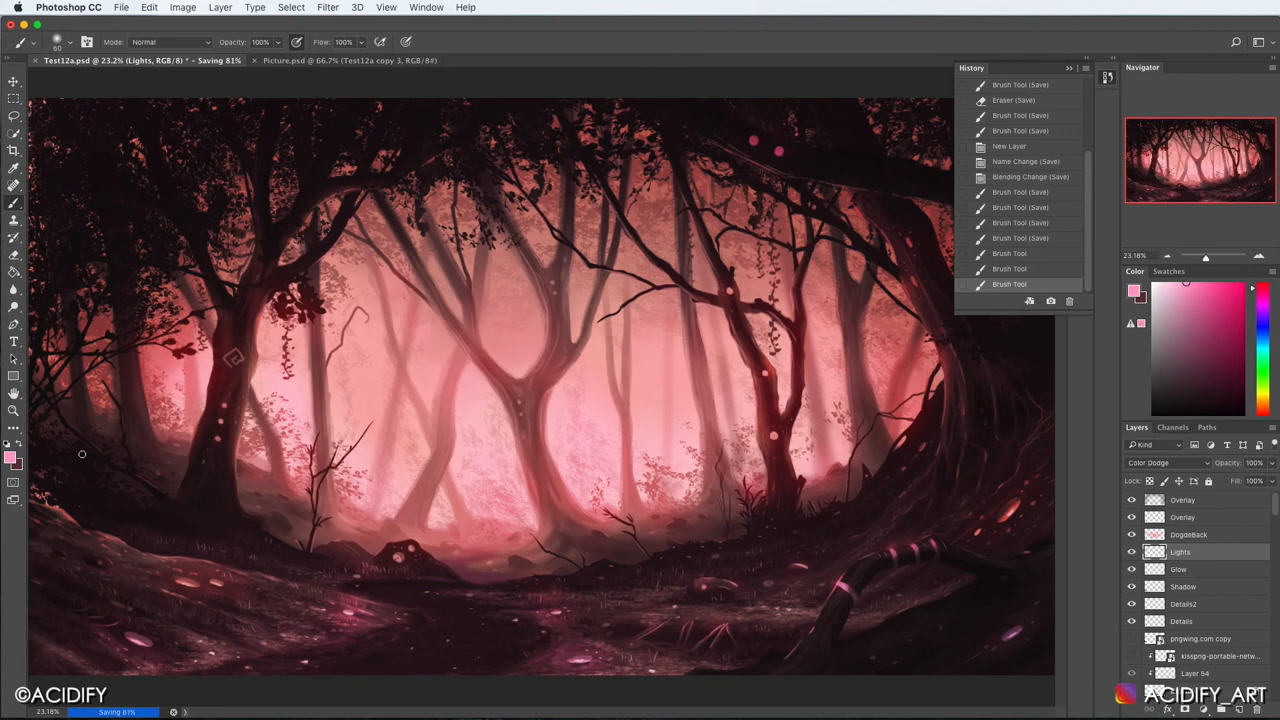 Photoshop CC File Edit Image Layer Type Select Filter 3D View Window Help
60 Mode: Normal Opacity: 100% Flow: 100%
Test12a.psd @ 23.2% (Lights, RGB/8) * - Saving 81% Picture.psd @ 66.7% (Test12a copy 3, RGB/8#)
History
Brush Tool (Save)
Eraser (Save)
Brush Tool (Save)
Brush Tool (Save)
New Layer
Name Change (Save)
Blending Change (Save)
Brush Tool (Save)
Brush Tool (Save)
Brush Tool (Save)
Brush Tool (Save)
Brush Tool
Brush Tool
Brush Tool
Navigator
23.18%
Color Swatches
Layers Channels Paths
Kind
Color Dodge Opacity: 100%
Lock: Fill: 100%
Overlay
Overlay
DogdeBack
Lights
Glow
Shadow
Details2
Details
pngwing.com copy
kisspng-portable-netw...
Layer 54
©ACIDIFY
ACIDIFY_ART
23.18% Saving 81%